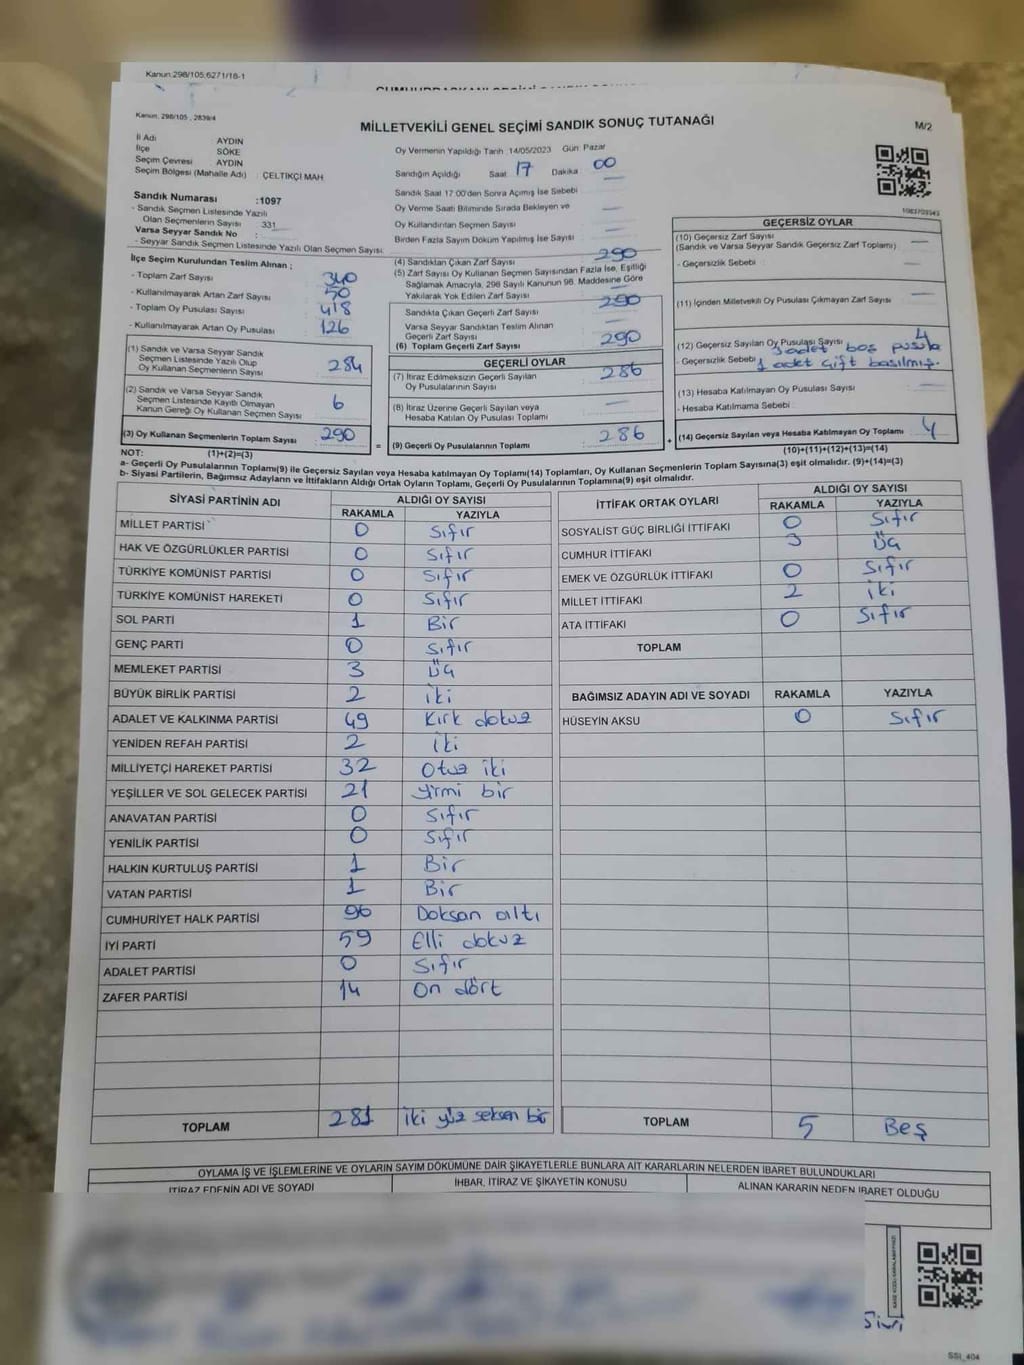 Kanun.298/105;6271/16-1
Kanun. 298/105 , 2839/4
MİLLETVEKİLİ GENEL SEÇİMİ SANDIK SONUÇ TUTANAĞI
M/2
İl Adı AYDIN
İlçe SÖKE
Seçim Çevresi AYDIN
Seçim Bölgesi (Mahalle Adı) : ÇELTİKÇİ MAH
Sandık Numarası :1097
- Sandık Seçmen Listesinde Yazılı
Olan Seçmenlerin Sayısı : 331
Varsa Seyyar Sandık No :
- Seyyar Sandık Seçmen Listesinde Yazılı Olan Seçmen Sayısı:
Oy Vermenin Yapıldığı Tarih :14/05/2023 Gün: Pazar
Sandığın Açıldığı Saat 17 Dakika 00
Sandık Saat 17:00'den Sonra Açımış İse Sebebi
Oy Verme Saati Bitiminde Sırada Bekleyen ve
Oy Kullandırılan Seçmen Sayısı
Birden Fazla Sayım Döküm Yapılmış İse Sayısı
İlçe Seçim Kurulundan Teslim Alınan ;
- Toplam Zarf Sayısı 340
- Kullanılmayarak Artan Zarf Sayısı 50
- Toplam Oy Pusulası Sayısı 418
- Kullanılmayarak Artan Oy Pusulası 126
(1) Sandık ve Varsa Seyyar Sandık
Seçmen Listesinde Yazılı Olup
Oy Kullanan Seçmenlerin Sayısı 284
(2) Sandık ve Varsa Seyyar Sandık
Seçmen Listesinde Kayıtlı Olmayan
Kanun Gereği Oy Kullanan Seçmen Sayısı 6
(3) Oy Kullanan Seçmenlerin Toplam Sayısı 290
(1)+(2)=(3)
(4) Sandıktan Çıkan Zarf Sayısı 290
(5) Zarf Sayısı Oy Kullanan Seçmen Sayısından Fazla İse, Eşitliği
Sağlamak Amacıyla, 298 Sayılı Kanunun 98. Maddesine Göre
Yakılarak Yok Edilen Zarf Sayısı
Sandıkta Çıkan Geçerli Zarf Sayısı 290
Varsa Seyyar Sandıktan Teslim Alınan
Geçerli Zarf Sayısı
(6) Toplam Geçerli Zarf Sayısı 290
GEÇERLİ OYLAR
(7) İtiraz Edilmeksizin Geçerli Sayılan
Oy Pusulalarının Sayısı 286
(8) İtiraz Üzerine Geçerli Sayılan veya
Hesaba Katılan Oy Pusulası Toplamı
= (9) Geçerli Oy Pusulalarının Toplamı 286 +
1083703343
GEÇERSİZ OYLAR
(10) Geçersiz Zarf Sayısı
(Sandık ve Varsa Seyyar Sandık Geçersiz Zarf Toplamı)
- Geçersizlik Sebebi :
(11) İçinden Milletvekili Oy Pusulası Çıkmayan Zarf Sayısı
(12) Geçersiz Sayılan Oy Pusulası Sayısı 4
- Geçersizlik Sebebi : 3 adet boş pusula
1 adet çift basılmış.
(13) Hesaba Katılmayan Oy Pusulası Sayısı
- Hesaba Katılmama Sebebi :
(14) Geçersiz Sayılan veya Hesaba Katılmayan Oy Toplamı 4
(10)+(11)+(12)+(13)=(14)
NOT:
a- Geçerli Oy Pusulalarının Toplamı(9) ile Geçersiz Sayılan veya Hesaba katılmayan Oy Toplamı(14) Toplamları, Oy Kullanan Seçmenlerin Toplam Sayısına(3) eşit olmalıdır. (9)+(14)=(3)
b- Siyasi Partilerin, Bağımsız Adayların ve İttifakların Aldığı Ortak Oyların Toplamı, Geçerli Oy Pusulalarının Toplamına(9) eşit olmalıdır.
SİYASİ PARTİNİN ADI ALDIĞI OY SAYISI
RAKAMLA YAZIYLA
MİLLET PARTİSİ 0 Sıfır
HAK VE ÖZGÜRLÜKLER PARTİSİ 0 Sıfır
TÜRKİYE KOMÜNİST PARTİSİ 0 Sıfır
TÜRKİYE KOMÜNİST HAREKETİ 0 Sıfır
SOL PARTİ 1 Bir
GENÇ PARTİ 0 Sıfır
MEMLEKET PARTİSİ 3 Üç
BÜYÜK BİRLİK PARTİSİ 2 iki
ADALET VE KALKINMA PARTİSİ 49 Kırk dokuz
YENİDEN REFAH PARTİSİ 2 İki
MİLLİYETÇİ HAREKET PARTİSİ 32 Otuz iki
YEŞİLLER VE SOL GELECEK PARTİSİ 21 yirmi bir
ANAVATAN PARTİSİ 0 Sıfır
YENİLİK PARTİSİ 0 Sıfır
HALKIN KURTULUŞ PARTİSİ 1 Bir
VATAN PARTİSİ 1 Bir
CUMHURİYET HALK PARTİSİ 96 Doksan altı
İYİ PARTİ 59 Elli dokuz
ADALET PARTİSİ 0 Sıfır
ZAFER PARTİSİ 14 On dört
TOPLAM 281 iki yüz seksen bir
İTTİFAK ORTAK OYLARI ALDIĞI OY SAYISI
RAKAMLA YAZIYLA
SOSYALİST GÜÇ BİRLİĞİ İTTİFAKI 0 Sıfır
CUMHUR İTTİFAKI 3 Üç
EMEK VE ÖZGÜRLÜK İTTİFAKI 0 Sıfır
MİLLET İTTİFAKI 2 iki
ATA İTTİFAKI 0 Sıfır
TOPLAM
BAĞIMSIZ ADAYIN ADI VE SOYADI RAKAMLA YAZIYLA
HÜSEYİN AKSU 0 Sıfır
TOPLAM 5 Beş
OYLAMA İŞ VE İŞLEMLERİNE VE OYLARIN SAYIM DÖKÜMÜNE DAİR ŞİKAYETLERLE BUNLARA AİT KARARLARIN NELERDEN İBARET BULUNDUKLARI
İTİRAZ EDENİN ADI VE SOYADI İHBAR, İTİRAZ VE ŞİKAYETİN KONUSU ALINAN KARARIN NEDEN İBARET OLDUĞU
SSI_404